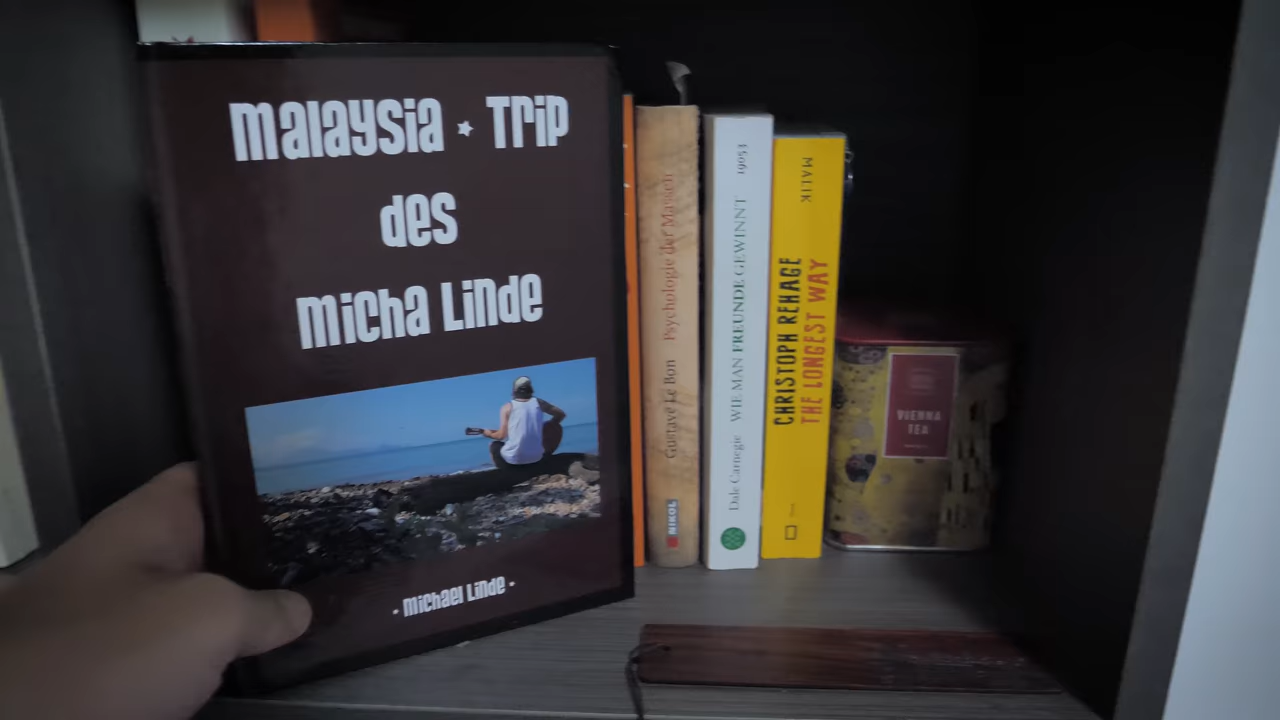 Malaysia * Trip
des
Micha Linde
- Michael Linde -
Gustave Le Bon Psychologie der Massen
NIKOL
Dale Carnegie WIE MAN FREUNDE GEWINNT 19053
MALIK
CHRISTOPH REHAGE
THE LONGEST WAY
VIENNA
TEA